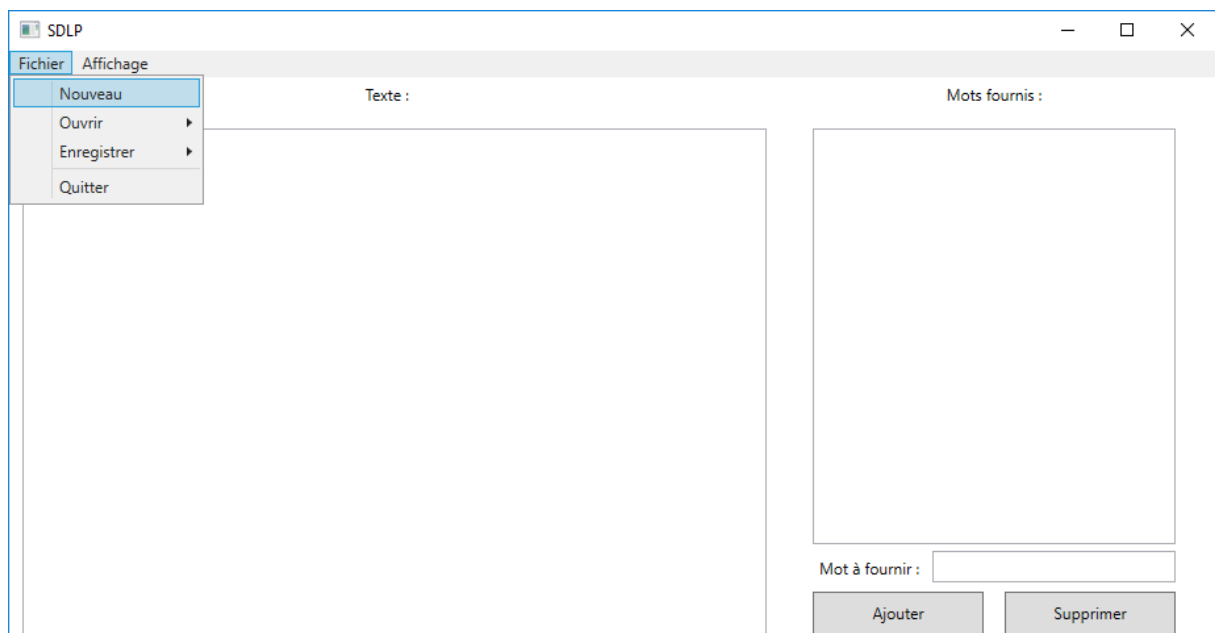 SDLP
Fichier Affichage
Nouveau
Ouvrir
Enregistrer
Quitter
Texte :
Mots fournis :
Mot à fournir :
Ajouter
Supprimer